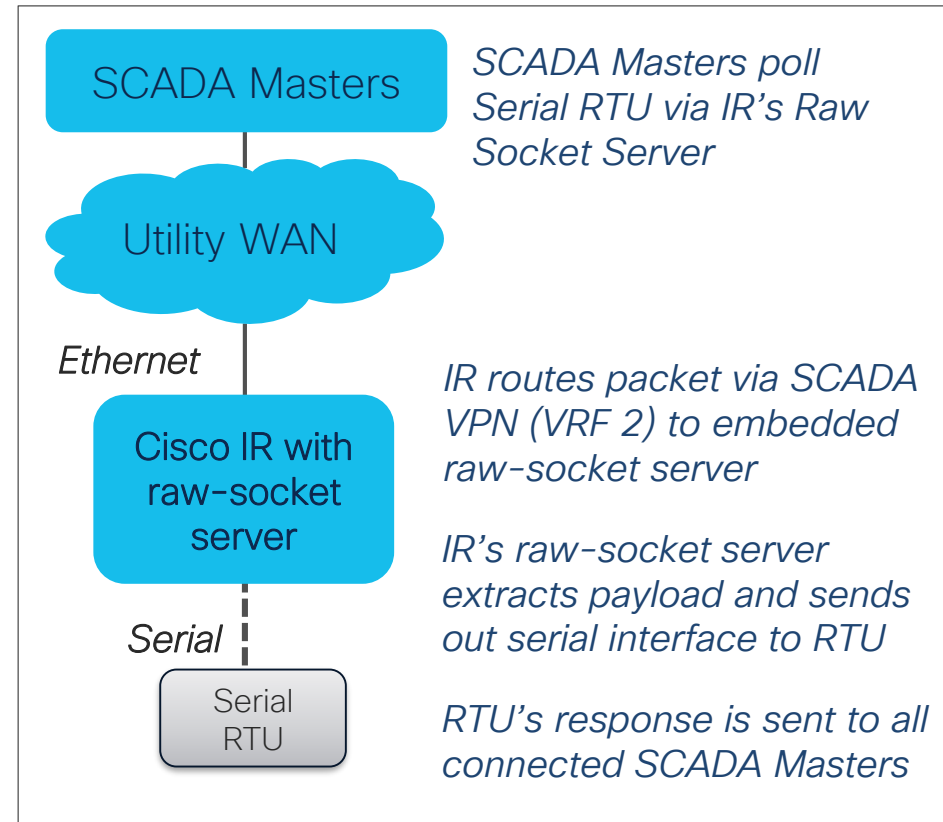 SCADA Masters
SCADA Masters poll
Serial RTU via IR's Raw
Socket Server
Utility WAN
Ethernet
Cisco IR with
raw-socket
server
IR routes packet via SCADA
VPN (VRF 2) to embedded
raw-socket server
IR's raw-socket server
extracts payload and sends
out serial interface to RTU
Serial
Serial
RTU
RTU's response is sent to all
connected SCADA Masters